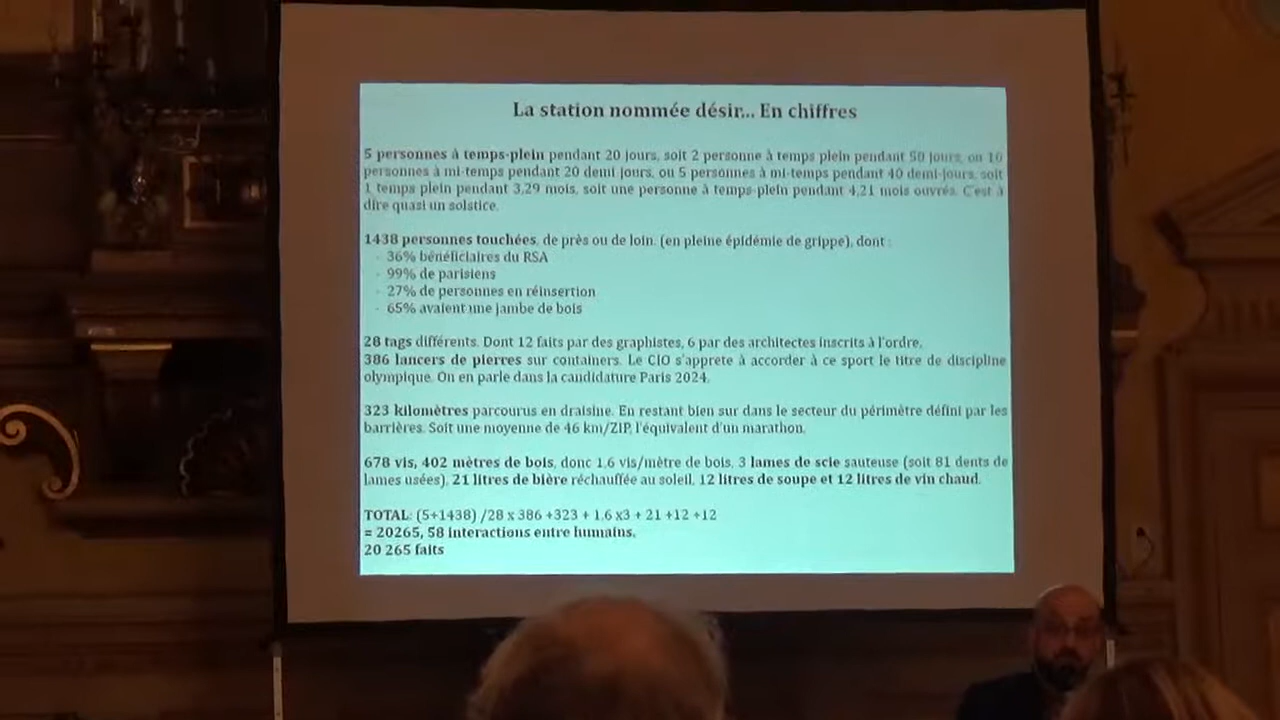 La station nommée désir... En chiffres
5 personnes à temps-plein pendant 20 jours, soit 2 personne à temps plein pendant 50 jours, ou 10
personnes à mi-temps pendant 20 demi jours, ou 5 personnes à mi-temps pendant 40 demi-jours, soit
1 temps plein pendant 3,29 mois, soit une personne à temps-plein pendant 4,21 mois ouvrés. C'est à
dire quasi un solstice.
1438 personnes touchées, de près ou de loin. (en pleine épidémie de grippe), dont :
- 36% bénéficiaires du RSA
- 99% de parisiens
- 27% de personnes en réinsertion
- 65% avaient une jambe de bois
28 tags différents. Dont 12 faits par des graphistes, 6 par des architectes inscrits à l'ordre.
386 lancers de pierres sur containers. Le CIO s'apprete à accorder à ce sport le titre de discipline
olympique. On en parle dans la candidature Paris 2024.
323 kilomètres parcourus en draisine. En restant bien sur dans le secteur du périmètre défini par les
barrières. Soit une moyenne de 46 km/ZIP, l'équivalent d'un marathon.
678 vis, 402 mètres de bois, donc 1,6 vis/mètre de bois, 3 lames de scie sauteuse (soit 81 dents de
lames usées), 21 litres de bière réchauffée au soleil, 12 litres de soupe et 12 litres de vin chaud.
TOTAL: (5+1438) /28 x 386 +323 + 1,6 x3 + 21 +12 +12
= 20265, 58 interactions entre humains.
20 265 faits